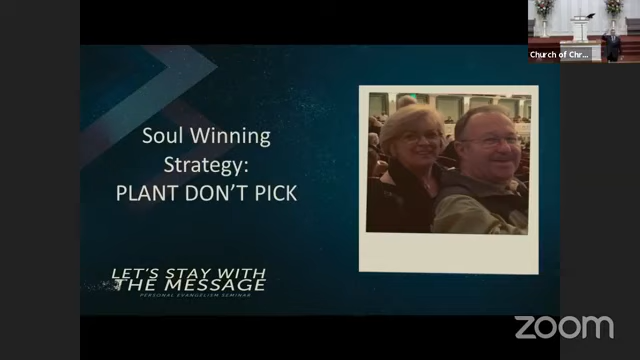 Church of Chr...
Soul Winning
Strategy:
PLANT DON'T PICK
LET'S STAY WITH
THE MESSAGE
PERSONAL EVANGELISM SEMINAR
zoom